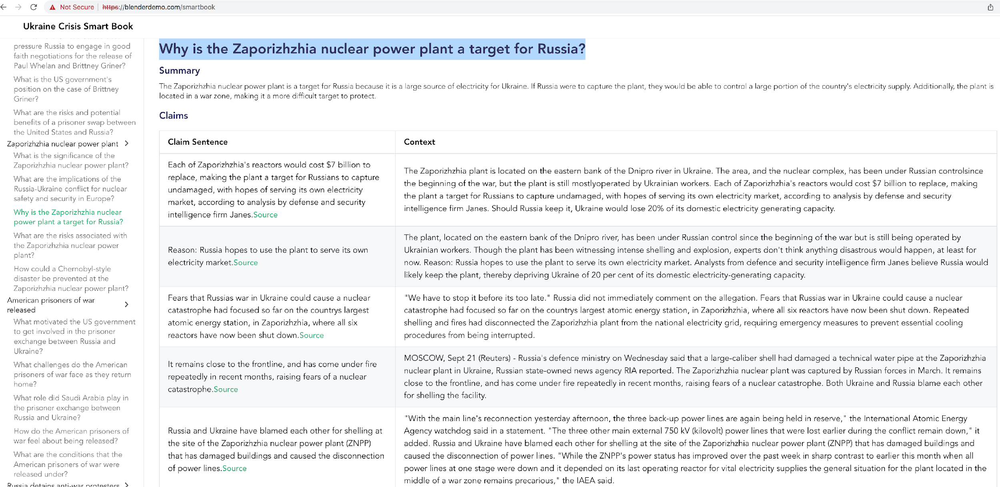 Not Secure https://blenderdemo.com/smartbook
Ukraine Crisis Smart Book
pressure Russia to engage in good
faith negotiations for the release of
Paul Whelan and Brittney Griner?
What is the US government's
position on the case of Brittney
Griner?
What are the risks and potential
benefits of a prisoner swap between
the United States and Russia?
Zaporizhzhia nuclear power plant
What is the significance of the
Zaporizhzhia nuclear power plant?
What are the implications of the
Russia-Ukraine conflict for nuclear
safety and security in Europe?
Why is the Zaporizhzhia nuclear
power plant a target for Russia?
What are the risks associated with
the Zaporizhzhia nuclear power
plant?
How could a Chernobyl-style
disaster be prevented at the
Zaporizhzhia nuclear power plant?
American prisoners of war
released
What motivated the US government
to get involved in the prisoner
exchange between Russia and
Ukraine?
What challenges do the American
prisoners of war face as they return
home?
What role did Saudi Arabia play in
the prisoner exchange between
Russia and Ukraine?
How do the American prisoners of
war feel about being released?
What are the conditions that the
American prisoners of war were
released under?
Russia detains anti-war protesters
Why is the Zaporizhzhia nuclear power plant a target for Russia?
Summary
The Zaporizhzhia nuclear power plant is a target for Russia because it is a large source of electricity for Ukraine. If Russia were to capture the plant, they would be able to control a large portion of the country's electricity supply. Additionally, the plant is
located in a war zone, making it a more difficult target to protect.
Claims
Claim Sentence
Context
Each of Zaporizhzhia's reactors would cost $7 billion to
replace, making the plant a target for Russians to capture
undamaged, with hopes of serving its own electricity
market, according to analysis by defense and security
intelligence firm Janes.Source
The Zaporizhzhia plant is located on the eastern bank of the Dnipro river in Ukraine. The area, and the nuclear complex, has been under Russian controlsince
the beginning of the war, but the plant is still mostlyoperated by Ukrainian workers. Each of Zaporizhzhia's reactors would cost $7 billion to replace, making
the plant a target for Russians to capture undamaged, with hopes of serving its own electricity market, according to analysis by defense and security
intelligence firm Janes. Should Russia keep it, Ukraine would lose 20% of its domestic electricity generating capacity.
Reason: Russia hopes to use the plant to serve its own
electricity market.Source
The plant, located on the eastern bank of the Dnipro river, has been under Russian control since the beginning of the war but is still being operated by
Ukrainian workers. Though the plant has been witnessing intense shelling and explosion, experts don't think anything disastrous would happen, at least for
now. Reason: Russia hopes to use the plant to serve its own electricity market. Analysts from defence and security intelligence firm Janes believe Russia would
likely keep the plant, thereby depriving Ukraine of 20 per cent of its domestic electricity-generating capacity.
Fears that Russias war in Ukraine could cause a nuclear
catastrophe had focused so far on the countrys largest
atomic energy station, in Zaporizhzhia, where all six
reactors have now been shut down.Source
"We have to stop it before its too late." Russia did not immediately comment on the allegation. Fears that Russias war in Ukraine could cause a nuclear
catastrophe had focused so far on the countrys largest atomic energy station, in Zaporizhzhia, where all six reactors have now been shut down. Repeated
shelling and fires had disconnected the Zaporizhzhia plant from the national electricity grid, requiring emergency measures to prevent essential cooling
procedures from being interrupted.
It remains close to the frontline, and has come under fire
repeatedly in recent months, raising fears of a nuclear
catastrophe.Source
MOSCOW, Sept 21 (Reuters) - Russia's defence ministry on Wednesday said that a large-caliber shell had damaged a technical water pipe at the Zaporizhzhia
nuclear plant in Ukraine, Russian state-owned news agency RIA reported. The Zaporizhzhia nuclear plant was captured by Russian forces in March. It remains
close to the frontline, and has come under fire repeatedly in recent months, raising fears of a nuclear catastrophe. Both Ukraine and Russia blame each other
for shelling the facility.
Russia and Ukraine have blamed each other for shelling at
the site of the Zaporizhzhia nuclear power plant (ZNPP)
that has damaged buildings and caused the disconnection
of power lines.Source
"With the main line's reconnection yesterday afternoon, the three back-up power lines are again being held in reserve," the International Atomic Energy
Agency watchdog said in a statement. "The three other main external 750 kV (kilovolt) power lines that were lost earlier during the conflict remain down," it
added. Russia and Ukraine have blamed each other for shelling at the site of the Zaporizhzhia nuclear power plant (ZNPP) that has damaged buildings and
caused the disconnection of power lines. "While the ZNPP's power status has improved over the past week in sharp contrast to earlier this month when all
power lines at one stage were down and it depended on its last operating reactor for vital electricity supplies the general situation for the plant located in the
middle of a war zone remains precarious," the IAEA said.